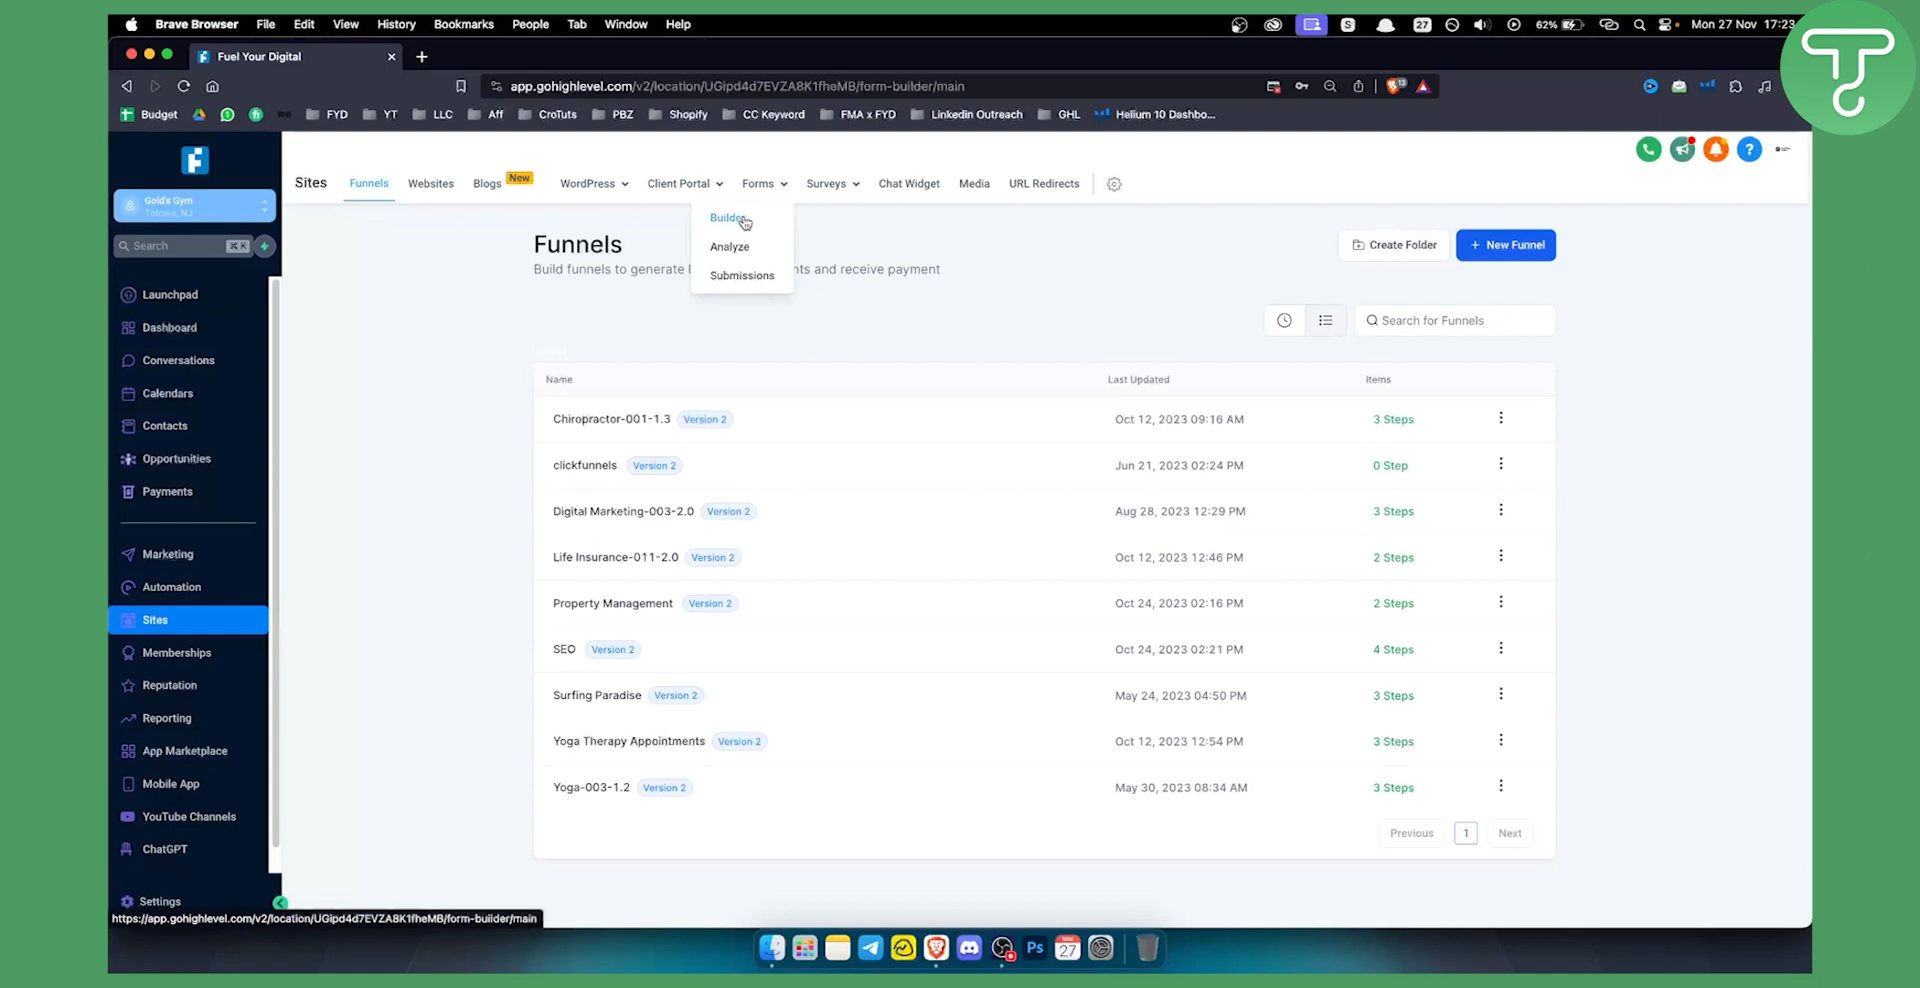 Brave Browser File Edit View History Bookmarks People Tab Window Help
S 27 62% Mon 27 Nov 17:23
Fuel Your Digital
app.gohighlevel.com/v2/location/UGipd4d7EVZA8K1fheMB/form-builder/main 13
Budget FYD YT LLC Aff CroTuts PBZ Shopify CC Keyword FMA x FYD Linkedin Outreach GHL Helium 10 Dashbo...
Sites Funnels Websites Blogs New WordPress Client Portal Forms Surveys Chat Widget Media URL Redirects
Gold's Gym
Totowa, NJ
Search ⌘K
Builder
Analyze
Submissions
Funnels
Build funnels to generate l nts and receive payment
Create Folder
+ New Funnel
Search for Funnels
Launchpad
Dashboard
Conversations
Calendars
Contacts
Opportunities
Payments
Marketing
Automation
Sites
Memberships
Reputation
Reporting
App Marketplace
Mobile App
YouTube Channels
ChatGPT
Settings
Name Last Updated Items
Chiropractor-001-1.3 Version 2 Oct 12, 2023 09:16 AM 3 Steps
clickfunnels Version 2 Jun 21, 2023 02:24 PM 0 Step
Digital Marketing-003-2.0 Version 2 Aug 28, 2023 12:29 PM 3 Steps
Life Insurance-011-2.0 Version 2 Oct 12, 2023 12:46 PM 2 Steps
Property Management Version 2 Oct 24, 2023 02:16 PM 2 Steps
SEO Version 2 Oct 24, 2023 02:21 PM 4 Steps
Surfing Paradise Version 2 May 24, 2023 04:50 PM 3 Steps
Yoga Therapy Appointments Version 2 Oct 12, 2023 12:54 PM 3 Steps
Yoga-003-1.2 Version 2 May 30, 2023 08:34 AM 3 Steps
Previous 1 Next
https://app.gohighlevel.com/v2/location/UGipd4d7EVZA8K1fheMB/form-builder/main
Ps NOV 27